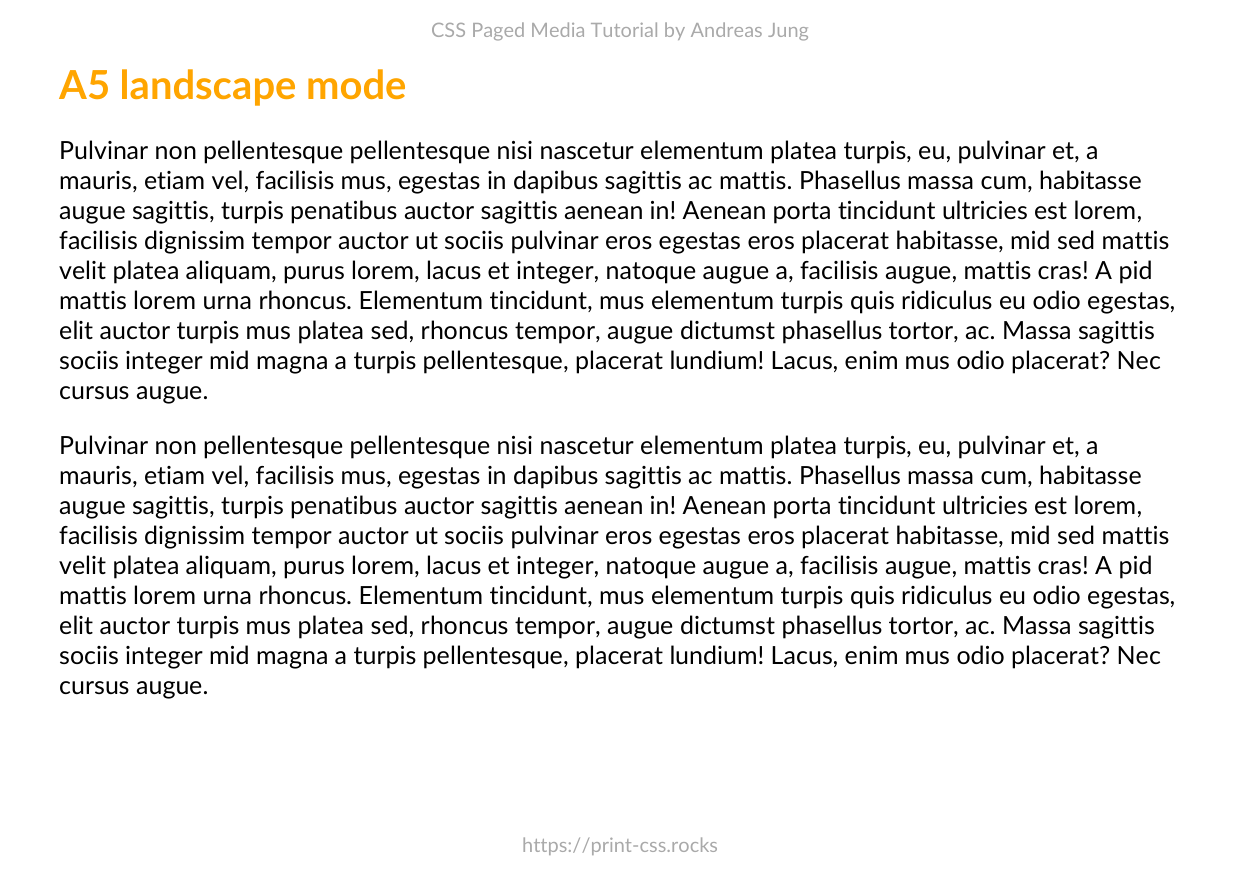 CSS Paged Media Tutorial by Andreas Jung
A5 landscape mode
Pulvinar non pellentesque pellentesque nisi nascetur elementum platea turpis, eu, pulvinar et, a
mauris, etiam vel, facilisis mus, egestas in dapibus sagittis ac mattis. Phasellus massa cum, habitasse
augue sagittis, turpis penatibus auctor sagittis aenean in! Aenean porta tincidunt ultricies est lorem,
facilisis dignissim tempor auctor ut sociis pulvinar eros egestas eros placerat habitasse, mid sed mattis
velit platea aliquam, purus lorem, lacus et integer, natoque augue a, facilisis augue, mattis cras! A pid
mattis lorem urna rhoncus. Elementum tincidunt, mus elementum turpis quis ridiculus eu odio egestas,
elit auctor turpis mus platea sed, rhoncus tempor, augue dictumst phasellus tortor, ac. Massa sagittis
sociis integer mid magna a turpis pellentesque, placerat lundium! Lacus, enim mus odio placerat? Nec
cursus augue.
Pulvinar non pellentesque pellentesque nisi nascetur elementum platea turpis, eu, pulvinar et, a
mauris, etiam vel, facilisis mus, egestas in dapibus sagittis ac mattis. Phasellus massa cum, habitasse
augue sagittis, turpis penatibus auctor sagittis aenean in! Aenean porta tincidunt ultricies est lorem,
facilisis dignissim tempor auctor ut sociis pulvinar eros egestas eros placerat habitasse, mid sed mattis
velit platea aliquam, purus lorem, lacus et integer, natoque augue a, facilisis augue, mattis cras! A pid
mattis lorem urna rhoncus. Elementum tincidunt, mus elementum turpis quis ridiculus eu odio egestas,
elit auctor turpis mus platea sed, rhoncus tempor, augue dictumst phasellus tortor, ac. Massa sagittis
sociis integer mid magna a turpis pellentesque, placerat lundium! Lacus, enim mus odio placerat? Nec
cursus augue.
https://print-css.rocks